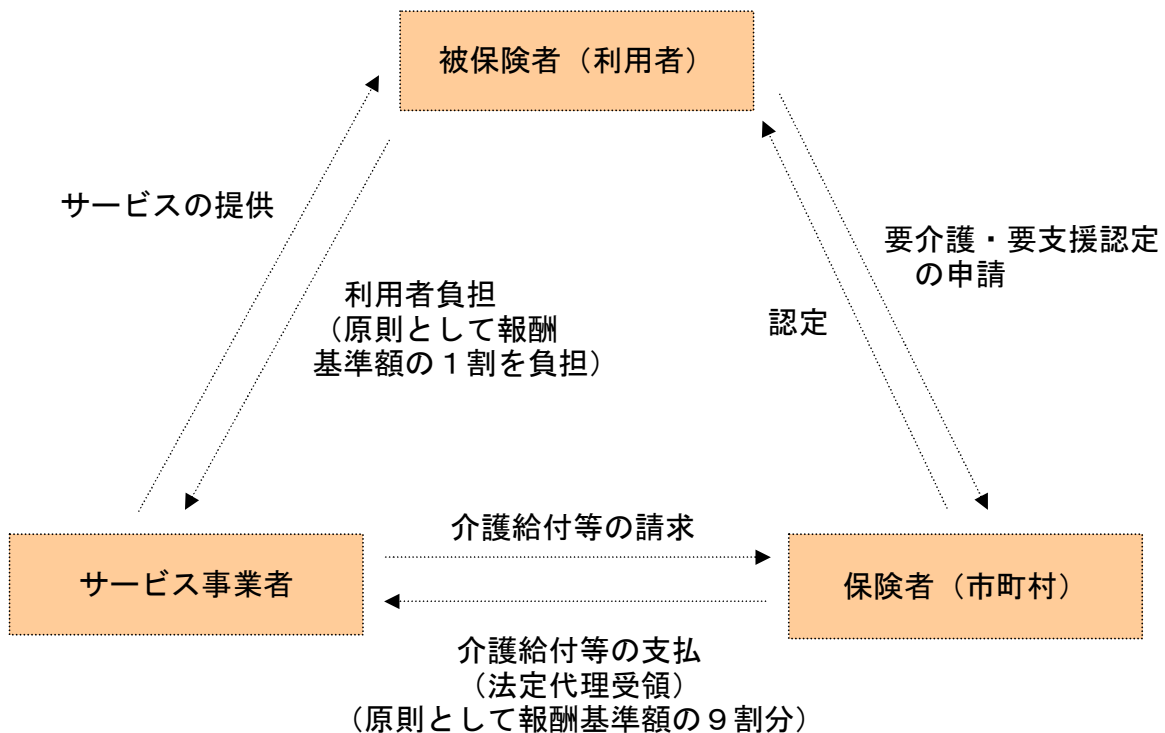 被保険者（利用者）
サービスの提供
要介護・要支援認定
の申請
利用者負担
（原則として報酬
基準額の１割を負担）
認定
介護給付等の請求
サービス事業者
保険者（市町村）
介護給付等の支払
（法定代理受領）
（原則として報酬基準額の９割分）